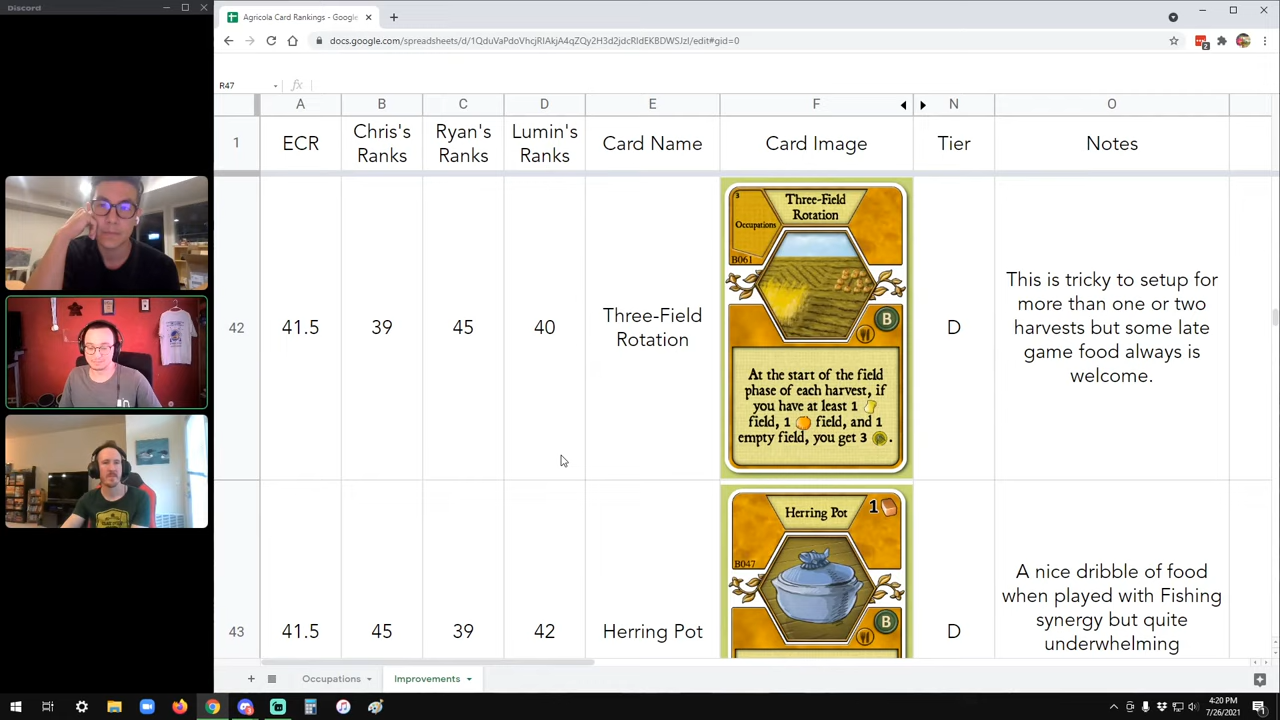 Discord
Agricola Card Rankings - Google
docs.google.com/spreadsheets/d/1QduVaPdoVhcjRIAkjA4qZQy2H3d2jdcRIdEKBDWSJzI/edit#gid=0
R47
fx
A B C D E F N O
1
ECR
Chris's
Ranks
Ryan's
Ranks
Lumin's
Ranks
Card Name
Card Image
Tier
Notes
42
41.5
39
45
40
Three-Field
Rotation
3
Occupations
B061
Three-Field
Rotation
B
At the start of the field
phase of each harvest, if
you have at least 1
field, 1 field, and 1
empty field, you get 3 .
D
This is tricky to setup for
more than one or two
harvests but some late
game food always is
welcome.
43
41.5
45
39
42
Herring Pot
Herring Pot
1
B047
B
D
A nice dribble of food
when played with Fishing
synergy but quite
underwhelming
Occupations
Improvements
4:20 PM
7/26/2021